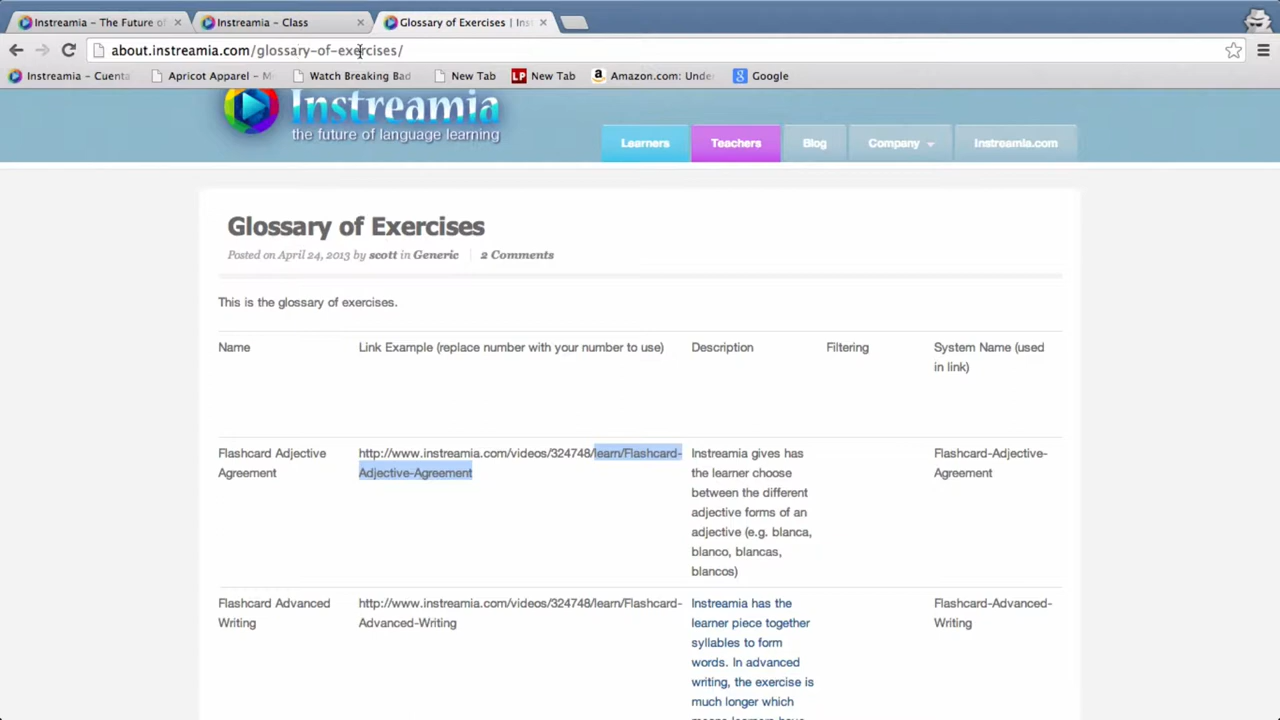 Instreamia – The Future of
Instreamia – Class
Glossary of Exercises | Ins
about.instreamia.com/glossary-of-exercises/
Instreamia – Cuenta
Apricot Apparel – M
Watch Breaking Bad
New Tab
LP New Tab
Amazon.com: Unde
Google
Instreamia
the future of language learning
Learners
Teachers
Blog
Company
Instreamia.com
Glossary of Exercises
Posted on April 24, 2013 by scott in Generic
2 Comments
This is the glossary of exercises.
Name
Link Example (replace number with your number to use)
Description
Filtering
System Name (used
in link)
Flashcard Adjective
Agreement
http://www.instreamia.com/videos/324748/learn/Flashcard-
Adjective-Agreement
Instreamia gives has
the learner choose
between the different
adjective forms of an
adjective (e.g. blanca,
blanco, blancas,
blancos)
Flashcard-Adjective-
Agreement
Flashcard Advanced
Writing
http://www.instreamia.com/videos/324748/learn/Flashcard-
Advanced-Writing
Instreamia has the
learner piece together
syllables to form
words. In advanced
writing, the exercise is
much longer which
means learners have
Flashcard-Advanced-
Writing